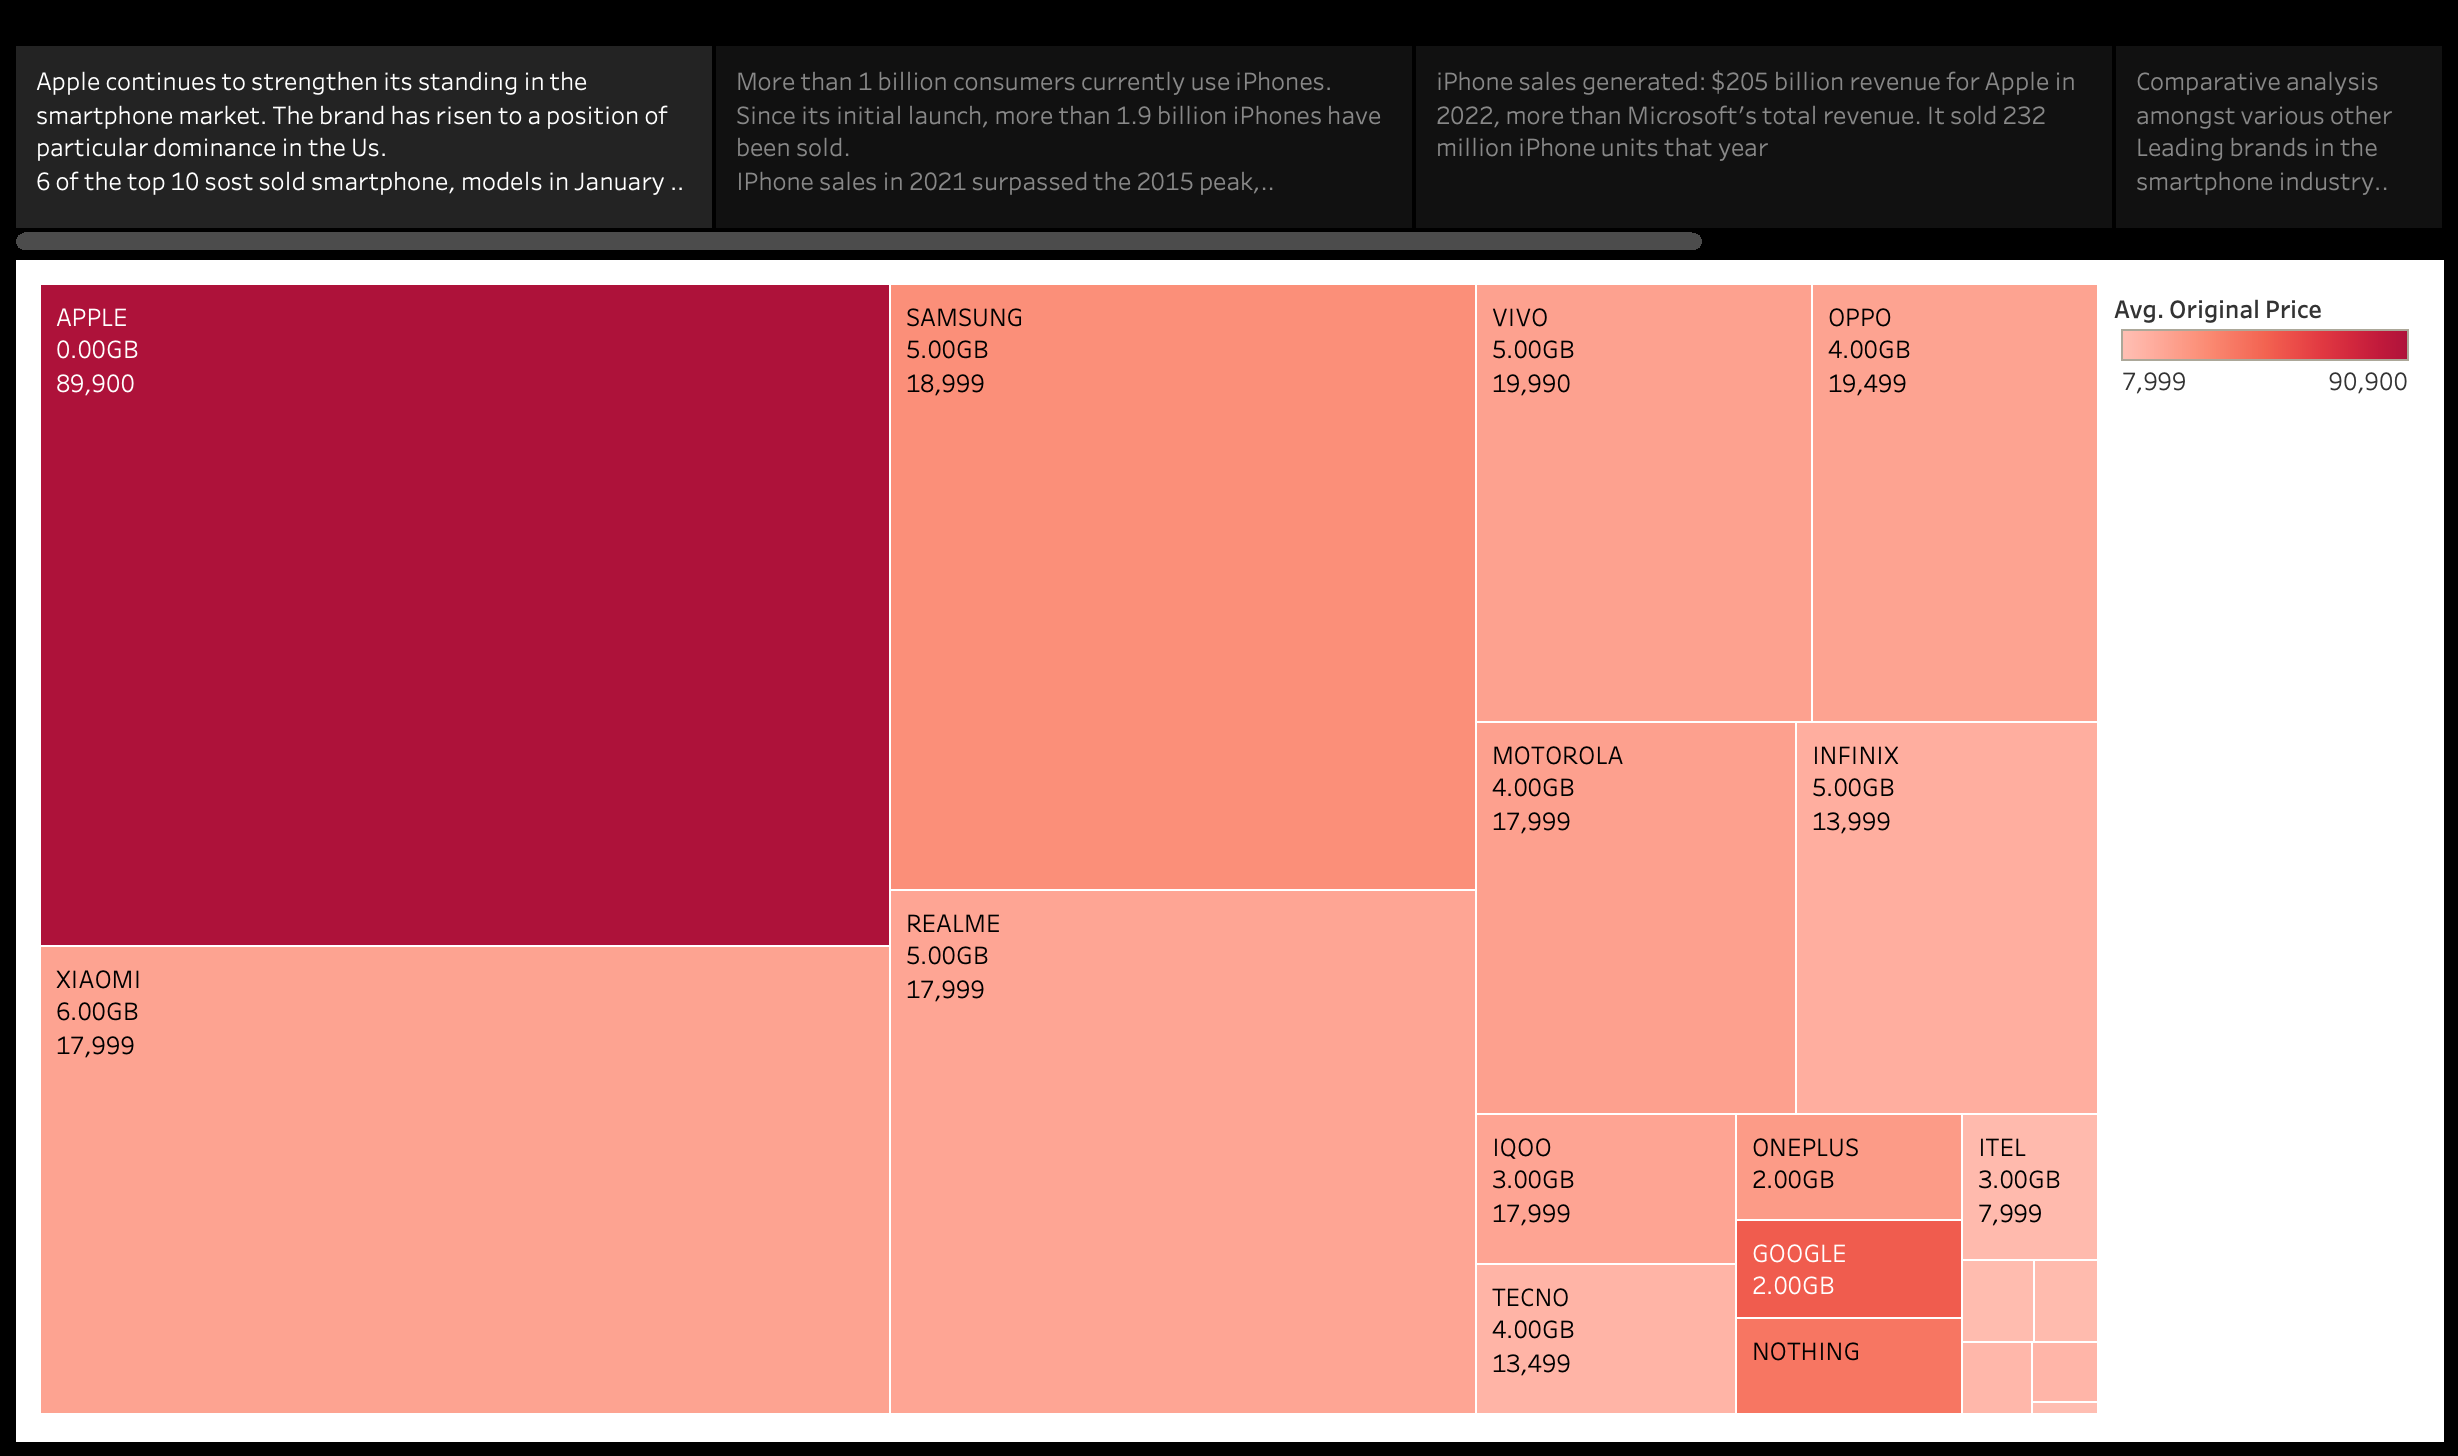 Apple continues to strengthen its standing in the
smartphone market. The brand has risen to a position of
particular dominance in the Us.
6 of the top 10 sost sold smartphone, models in January ..
More than 1 billion consumers currently use iPhones.
Since its initial launch, more than 1.9 billion iPhones have
been sold.
IPhone sales in 2021 surpassed the 2015 peak,..
iPhone sales generated: $205 billion revenue for Apple in
2022, more than Microsoft’s total revenue. It sold 232
million iPhone units that year
Comparative analysis
amongst various other
Leading brands in the
smartphone industry..
APPLE
0.00GB
89,900
SAMSUNG
5.00GB
18,999
VIVO
5.00GB
19,990
OPPO
4.00GB
19,499
Avg. Original Price
7,999 90,900
MOTOROLA
4.00GB
17,999
INFINIX
5.00GB
13,999
XIAOMI
6.00GB
17,999
REALME
5.00GB
17,999
IQOO
3.00GB
17,999
ONEPLUS
2.00GB
ITEL
3.00GB
7,999
GOOGLE
2.00GB
TECNO
4.00GB
13,499
NOTHING